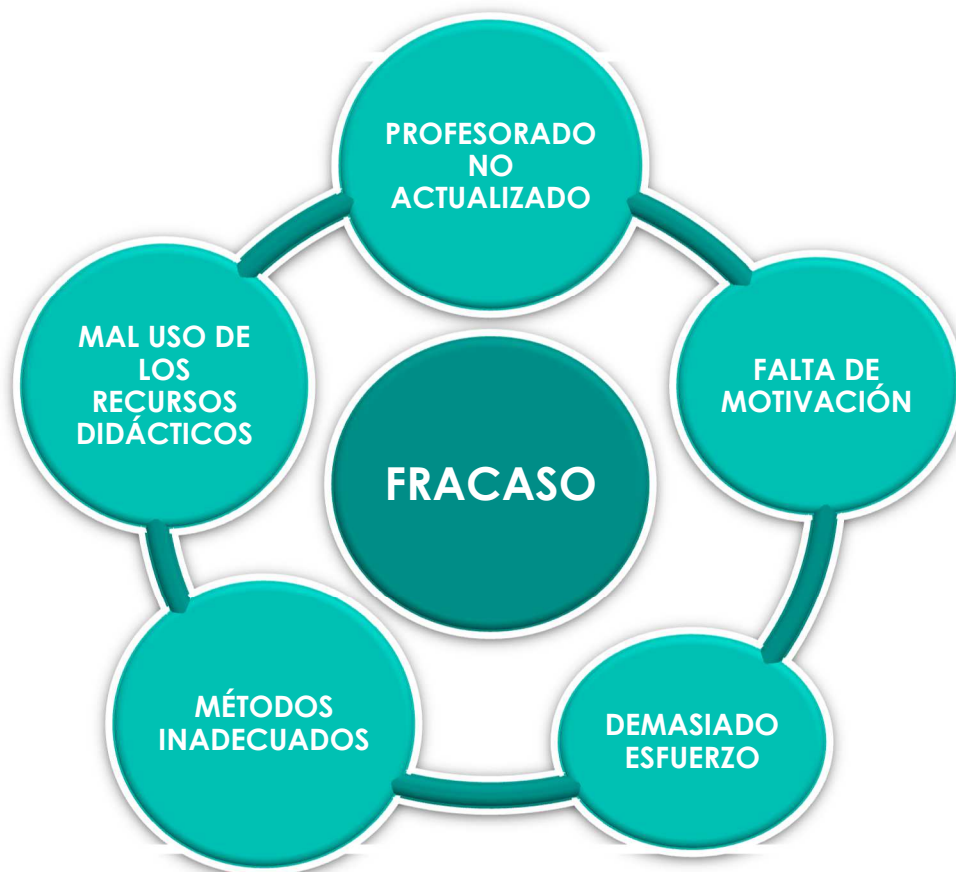 PROFESORADO
NO
ACTUALIZADO
FALTA DE
MOTIVACIÓN
DEMASIADO
ESFUERZO
MÉTODOS
INADECUADOS
MAL USO DE
LOS
RECURSOS
DIDÁCTICOS
FRACASO